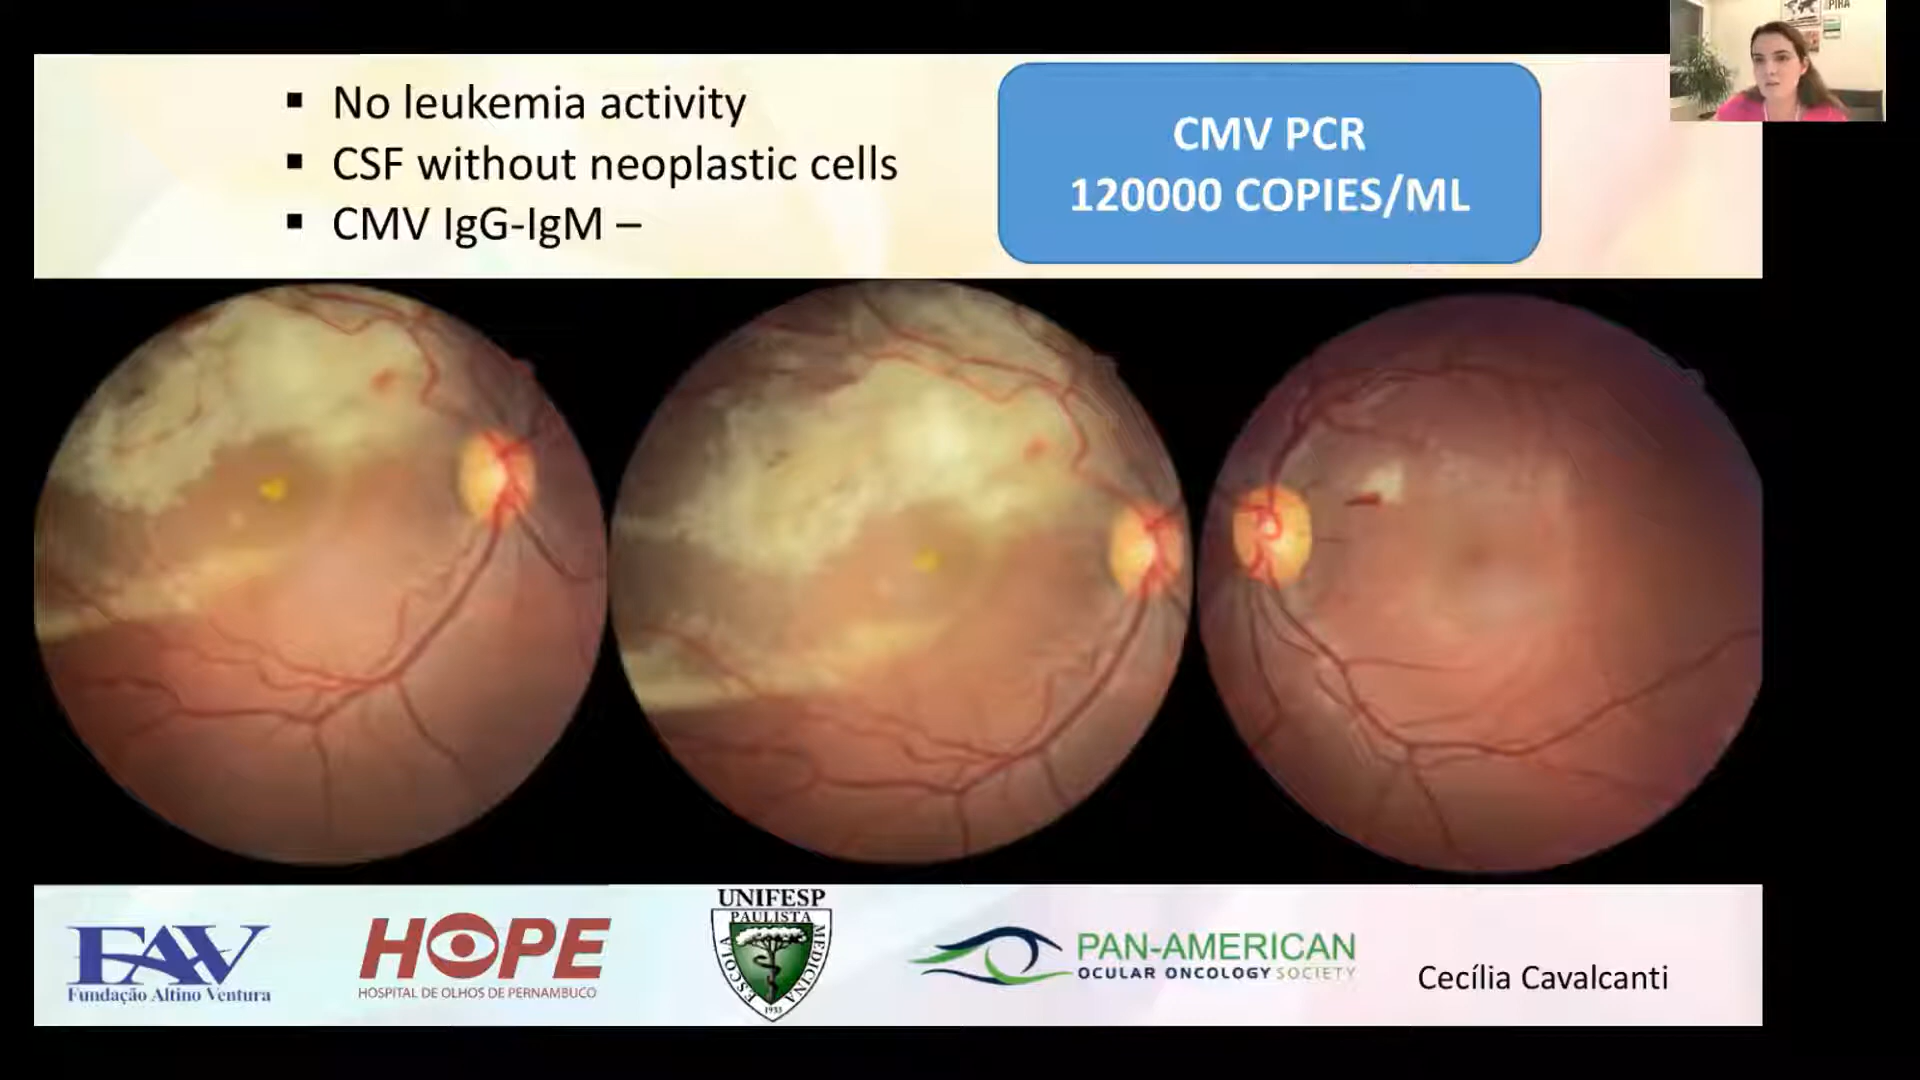 No leukemia activity
CSF without neoplastic cells
CMV IgG-IgM –
CMV PCR
120000 COPIES/ML
PIRA
FAV
Fundação Altino Ventura
HOPE
HOSPITAL DE OLHOS DE PERNAMBUCO
UNIFESP
PAULISTA
ESCOLA
MEDICINA
1933
PAN-AMERICAN
OCULAR ONCOLOGY SOCIETY
Cecília Cavalcanti